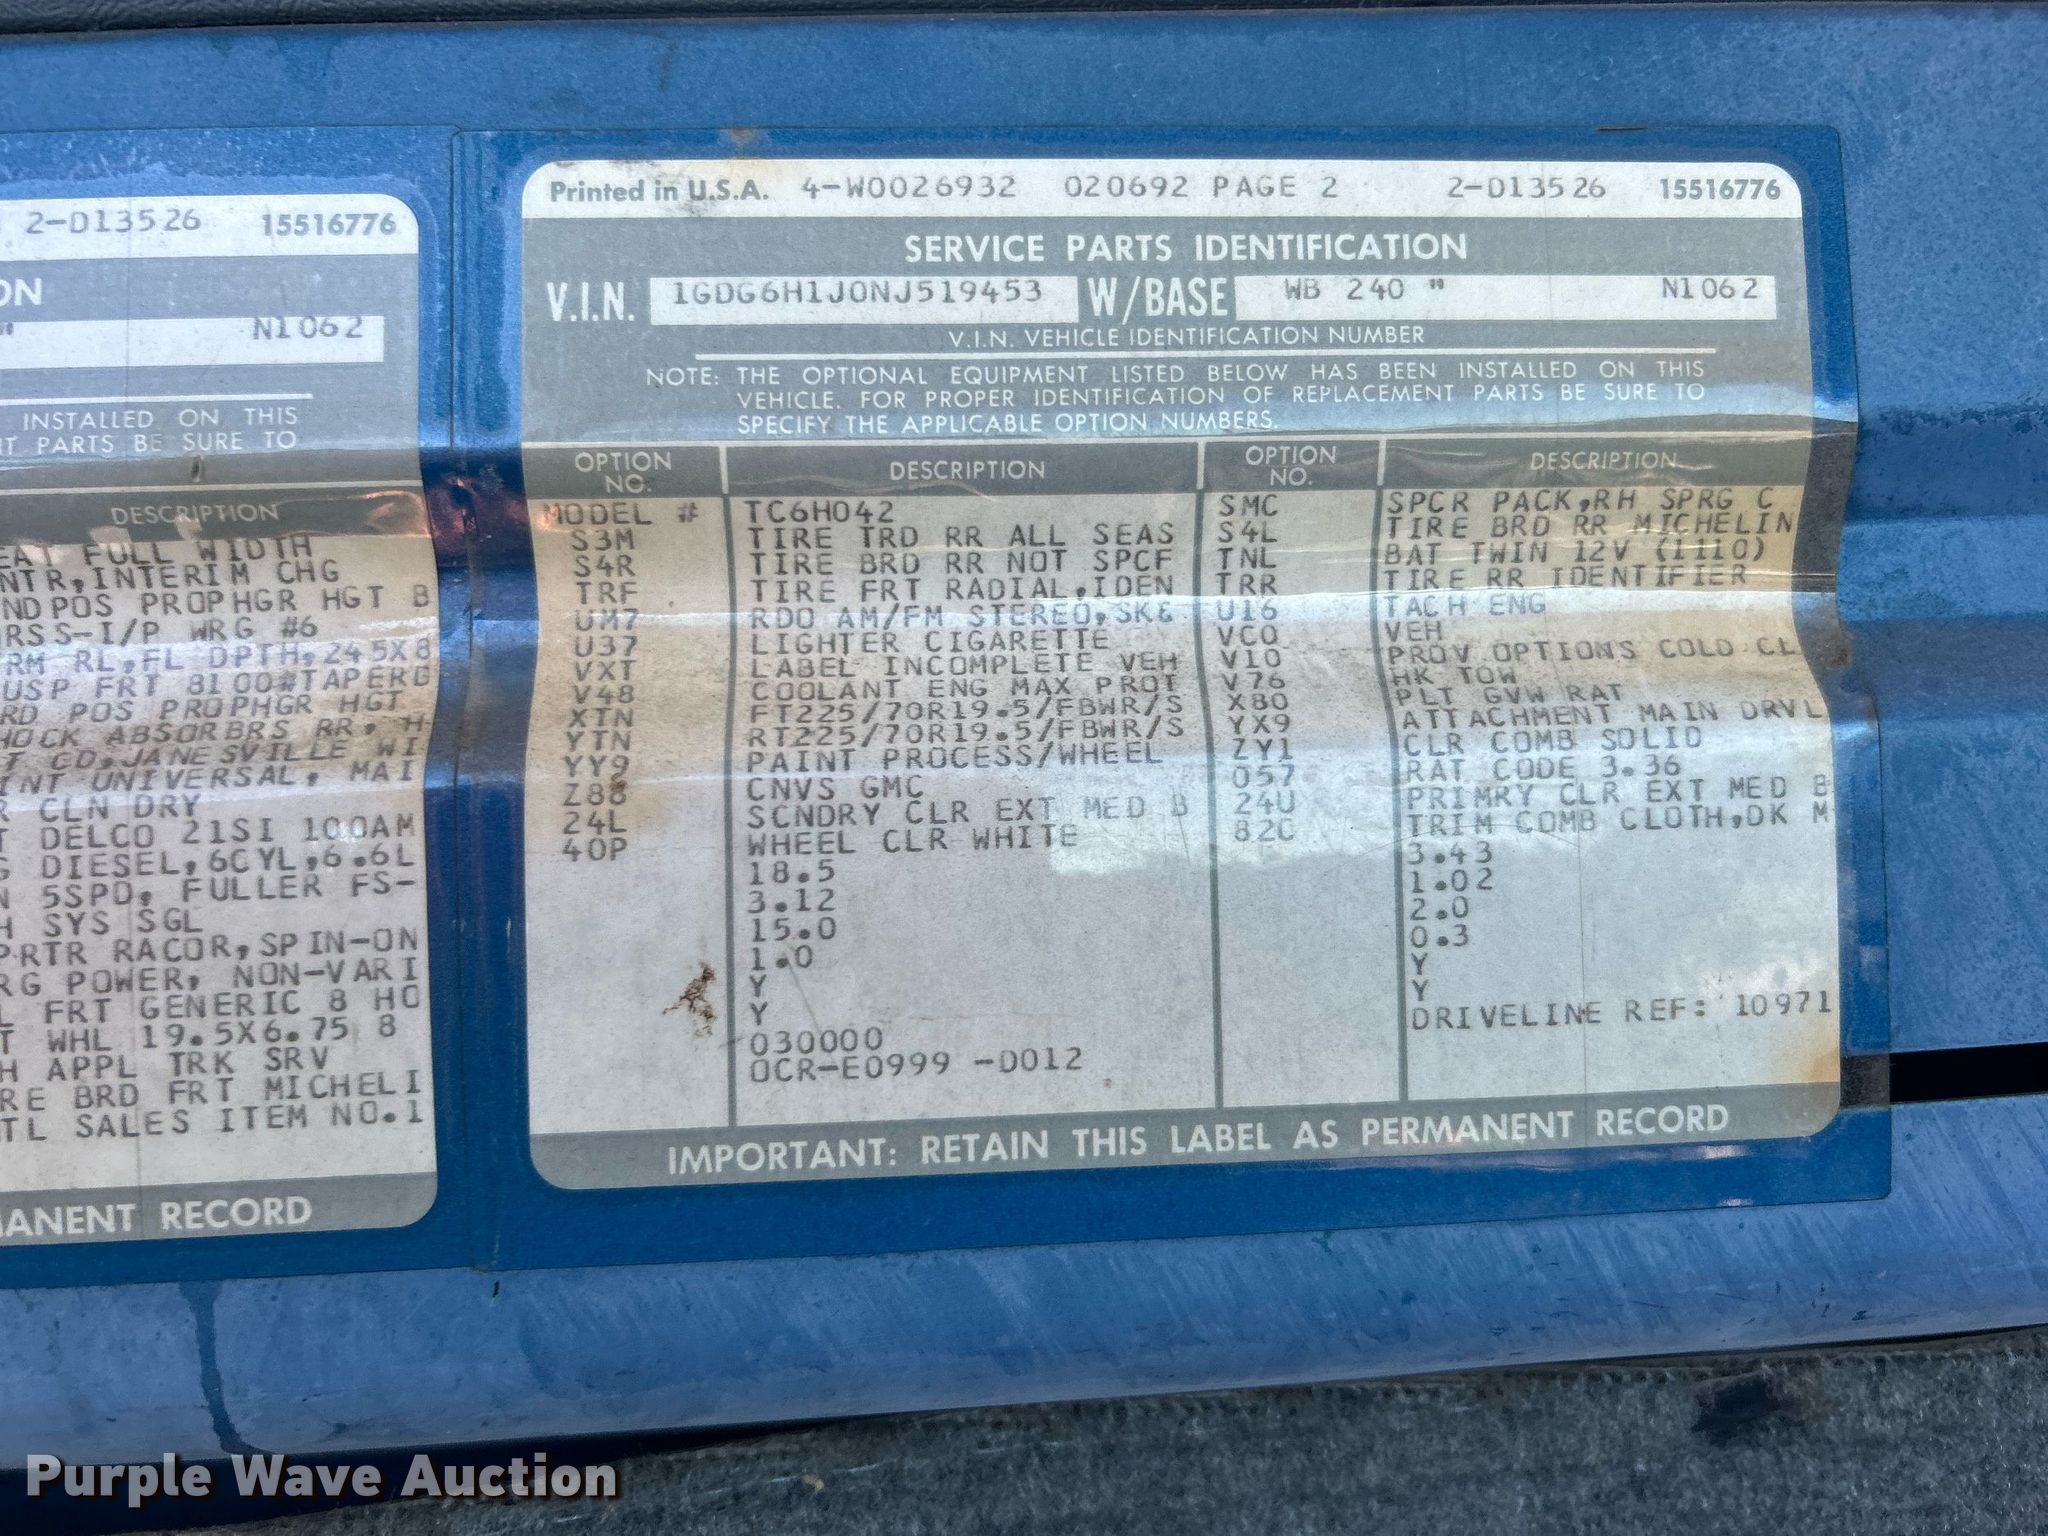 2-D13526 15516776
ON
" N1062
INSTALLED ON THIS
PARTS BE SURE TO
DESCRIPTION
EAT FULL WIDTH
NTR,INTERIM CHG
NDPOS PROPHGR HGT B
RSS-I/P WRG #6
RM RL,FL DPTH,245X8
USP FRT 8100#TAPERD
RD POS PROPHGR HGT
HOCK ABSORBRS RR, H
T CD,JANESVILLE WI
INT UNIVERSAL, MAI
R CLN DRY
T DELCO 21SI 100AM
G DIESEL,6CYL,6.6L
N 5SPD, FULLER FS-
H SYS SGL
PRTR RACOR,SPIN-ON
RG POWER, NON-VARI
L FRT GENERIC 8 HO
T WHL 19.5X6.75 8
H APPL TRK SRV
RE BRD FRT MICHELI
TL SALES ITEM NO.1
MANENT RECORD
Printed in U.S.A. 4-W0026932 020692 PAGE 2 2-D13526 15516776
SERVICE PARTS IDENTIFICATION
V.I.N. 1GDG6H1J0NJ519453 W/BASE WB 240 " N1062
V.I.N. VEHICLE IDENTIFICATION NUMBER
NOTE: THE OPTIONAL EQUIPMENT LISTED BELOW HAS BEEN INSTALLED ON THIS
VEHICLE. FOR PROPER IDENTIFICATION OF REPLACEMENT PARTS BE SURE TO
SPECIFY THE APPLICABLE OPTION NUMBERS.
OPTION NO. DESCRIPTION OPTION NO. DESCRIPTION
MODEL # TC6H042 SMC SPCR PACK,RH SPRG C
S3M TIRE TRD RR ALL SEAS S4L TIRE BRD RR MICHELIN
S4R TIRE BRD RR NOT SPCF TNL BAT TWIN 12V (1110)
TRF TIRE FRT RADIAL,IDEN TRR TIRE RR IDENTIFIER
UM7 RDO AM/FM STEREO,SK& U16 TACH ENG
U37 LIGHTER CIGARETTE VC0 VEH
VXT LABEL INCOMPLETE VEH V10 PROV.OPTIONS COLD CL
V48 COOLANT ENG MAX PROT V76 HK TOW
XTN FT225/70R19.5/FBWR/S X80 PLT GVW RAT
YTN RT225/70R19.5/FBWR/S YX9 ATTACHMENT MAIN DRVL
YY9 PAINT PROCESS/WHEEL ZY1 CLR COMB SOLID
Z88 CNVS GMC 057 RAT CODE 3.36
24L SCNDRY CLR EXT MED B 24U PRIMRY CLR EXT MED B
40P WHEEL CLR WHITE 82C TRIM COMB CLOTH,DK M
18.5 3.43
3.12 1.02
15.0 2.0
1.0 0.3
Y Y
Y Y
030000 DRIVELINE REF: 10971
OCR-E0999 -D012
IMPORTANT: RETAIN THIS LABEL AS PERMANENT RECORD
Purple Wave Auction